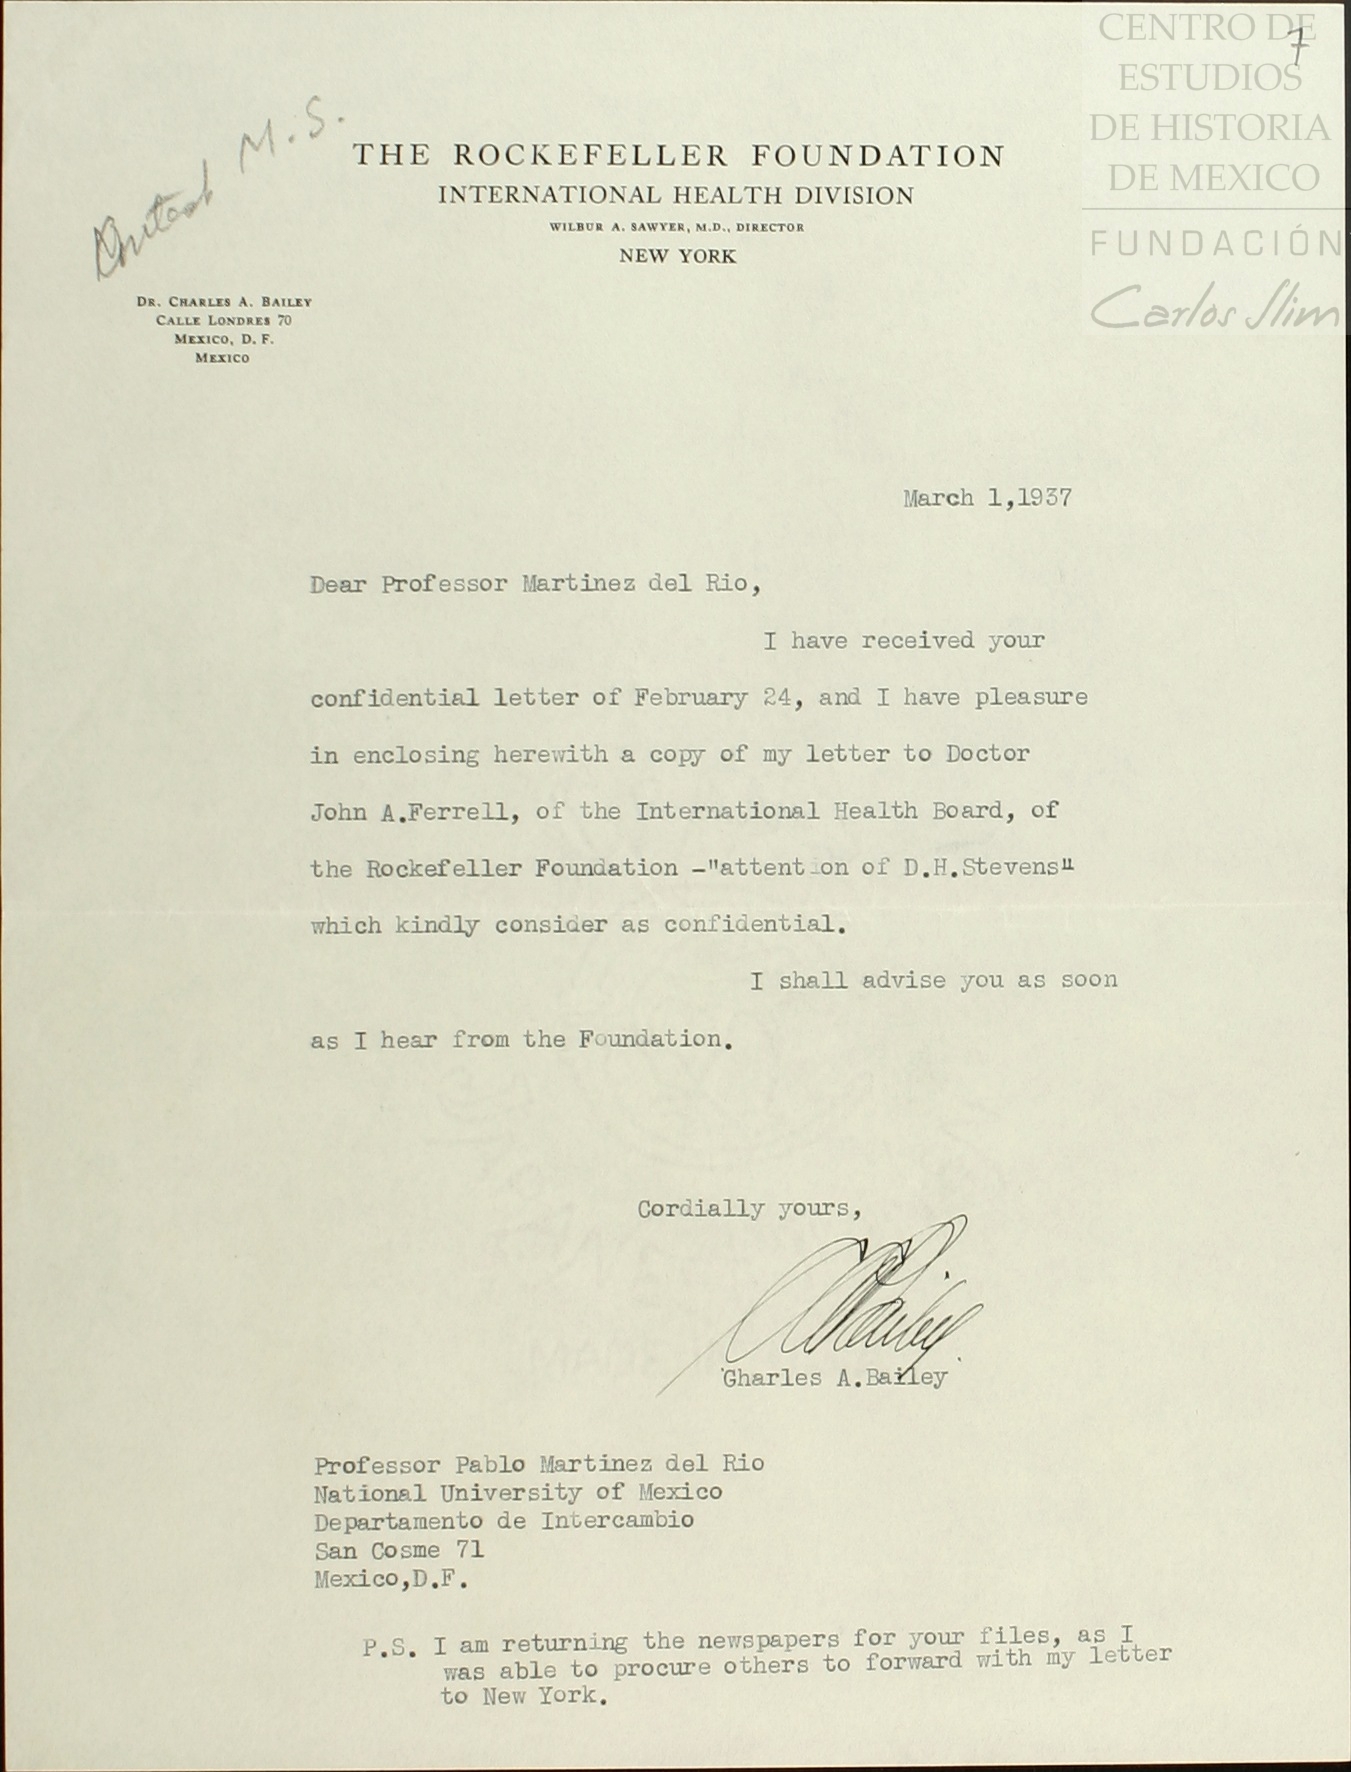 CENTRO DE
ESTUDIOS
DE HISTORIA
DE MEXICO
FUNDACIÓN
Carlos Slim
7
M.S.
THE ROCKEFELLER FOUNDATION
INTERNATIONAL HEALTH DIVISION
WILBUR A. SAWYER, M.D., DIRECTOR
NEW YORK
DR. CHARLES A. BAILEY
CALLE LONDRES 70
MEXICO, D. F.
MEXICO
March 1,1937
Dear Professor Martinez del Rio,
I have received your
confidential letter of February 24, and I have pleasure
in enclosing herewith a copy of my letter to Doctor
John A.Ferrell, of the International Health Board, of
the Rockefeller Foundation -"attention of D.H.Stevens"
which kindly consider as confidential.
I shall advise you as soon
as I hear from the Foundation.
Cordially yours,
CABailey
Gharles A.Bailey
Professor Pablo Martinez del Rio
National University of Mexico
Departamento de Intercambio
San Cosme 71
Mexico,D.F.
P.S. I am returning the newspapers for your files, as I
was able to procure others to forward with my letter
to New York.